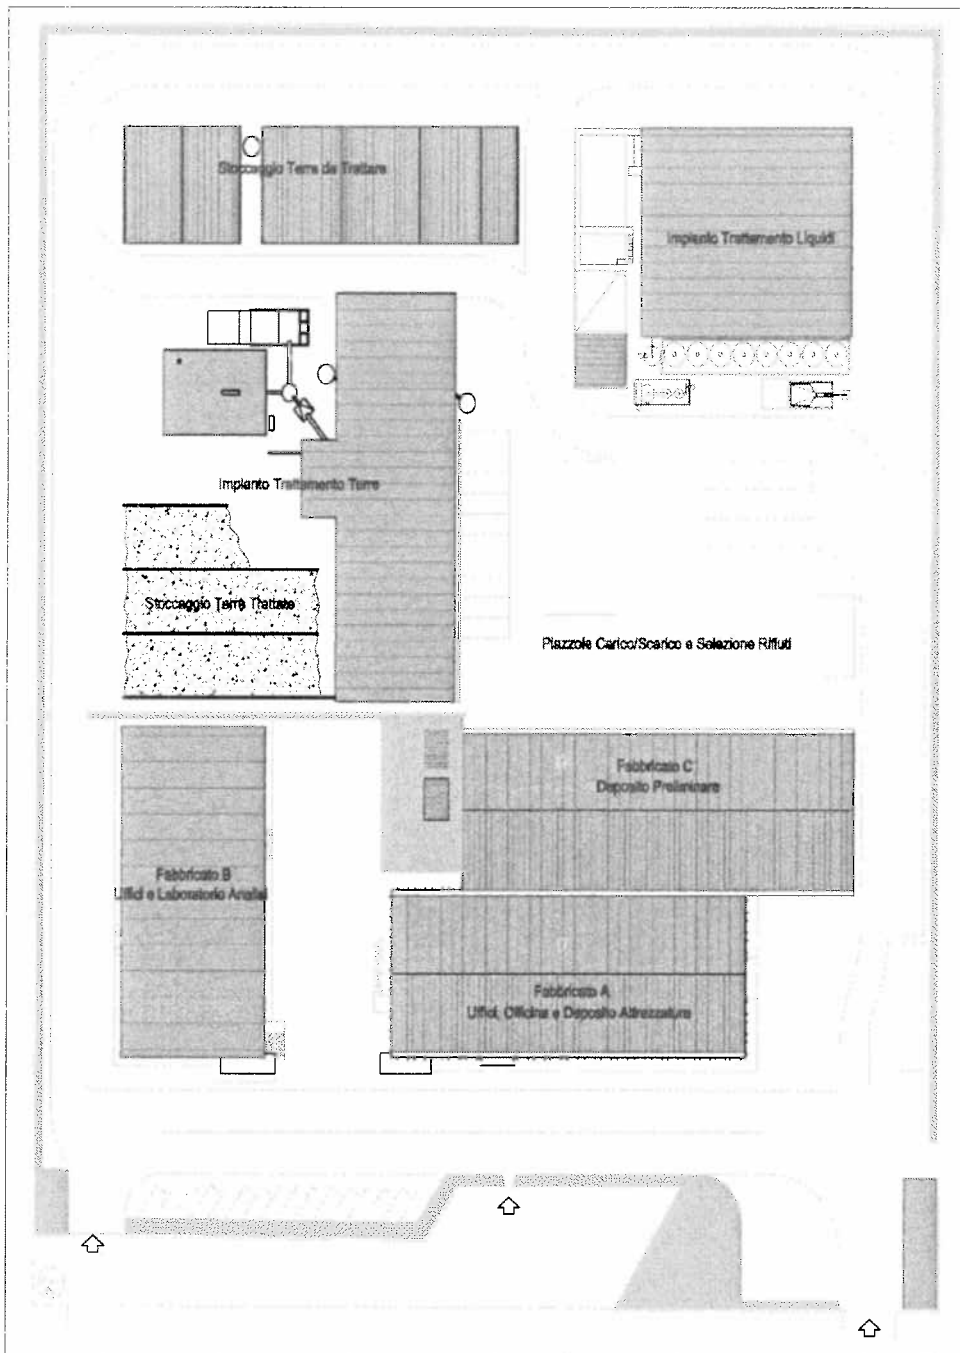 Stoccaggio Terre da Trattare
Impianto Trattamento Liquidi
Impianto Trattamento Terre
Stoccaggio Terre Trattate
Piazzole Carico/Scarico e Selezione Rifiuti
Fabbricato C
Deposito Preliminare
Fabbricato B
Uffici e Laboratorio Analisi
Fabbricato A
Uffici, Officina e Deposito Attrezzature